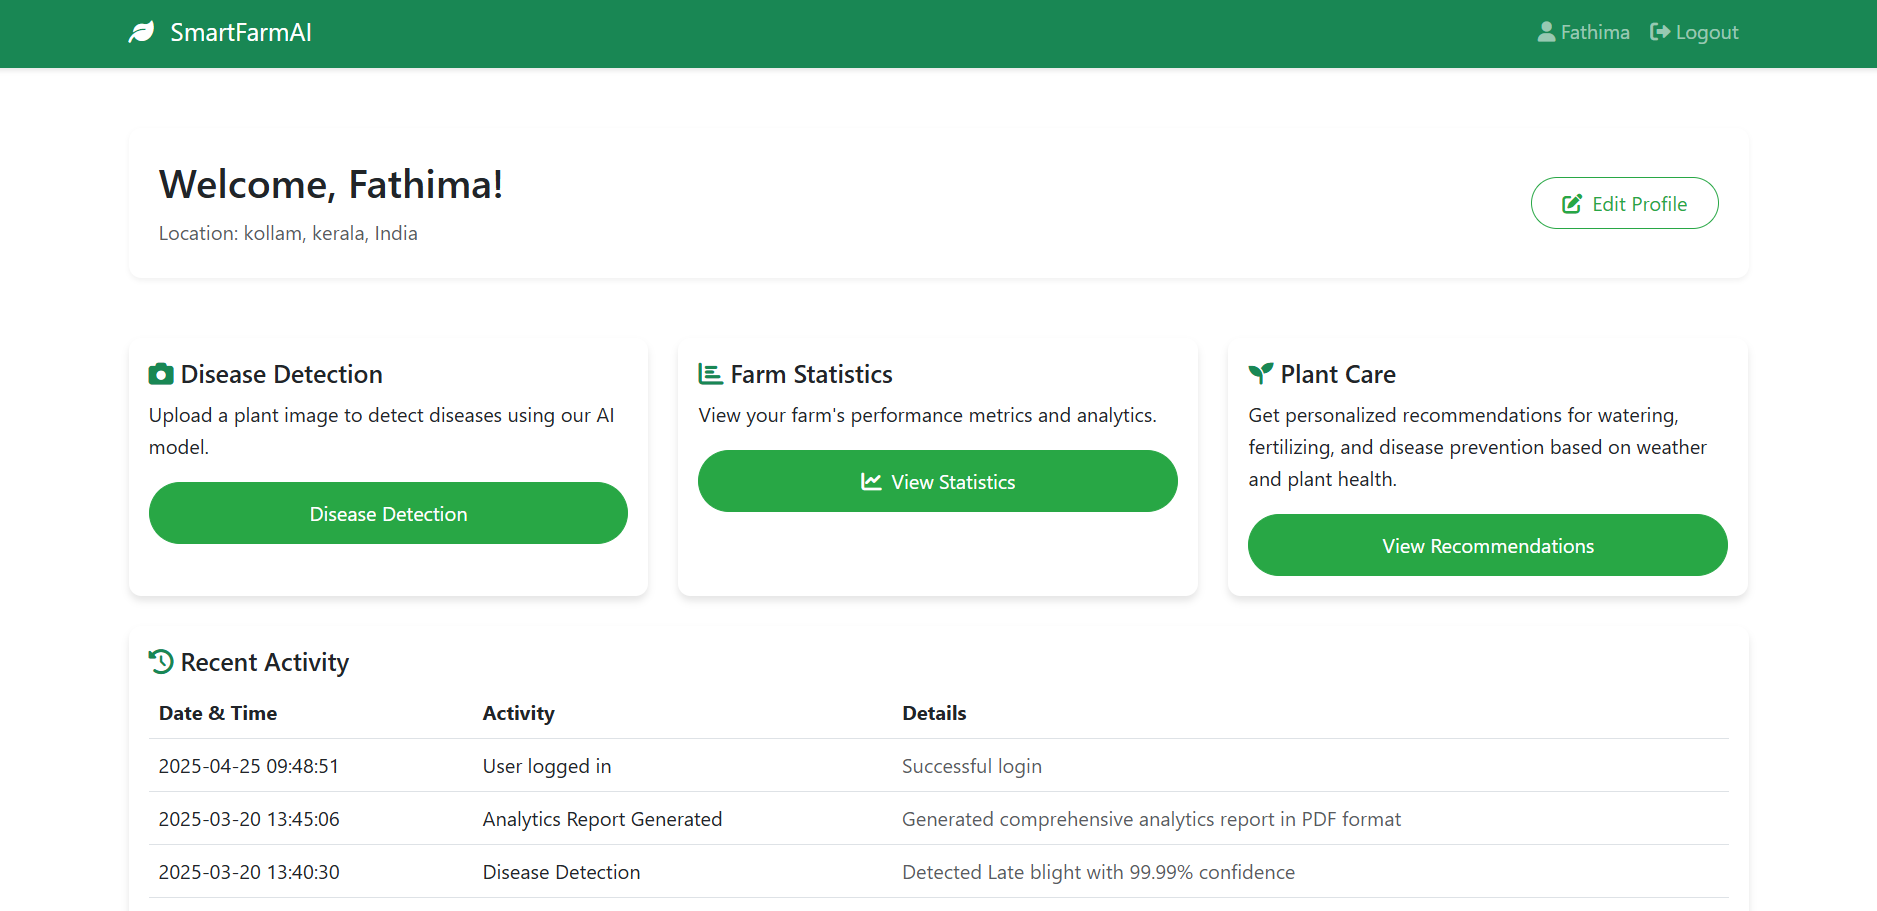 SmartFarmAI
Fathima
Logout
Welcome, Fathima!
Location: kollam, kerala, India
Edit Profile
Disease Detection
Upload a plant image to detect diseases using our AI
model.
Disease Detection
Farm Statistics
View your farm's performance metrics and analytics.
View Statistics
Plant Care
Get personalized recommendations for watering,
fertilizing, and disease prevention based on weather
and plant health.
View Recommendations
Recent Activity
Date & Time Activity Details
2025-04-25 09:48:51 User logged in Successful login
2025-03-20 13:45:06 Analytics Report Generated Generated comprehensive analytics report in PDF format
2025-03-20 13:40:30 Disease Detection Detected Late blight with 99.99% confidence